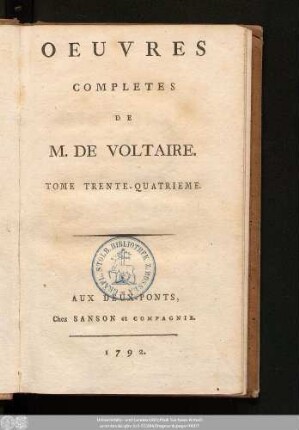 OEUVRES
COMPLETES
DE
M. DE VOLTAIRE.
TOME TRENTE-QUATRIEME.
AUX DEUX-PONTS,
Chez SANSON et COMPAGNIE.
1792.